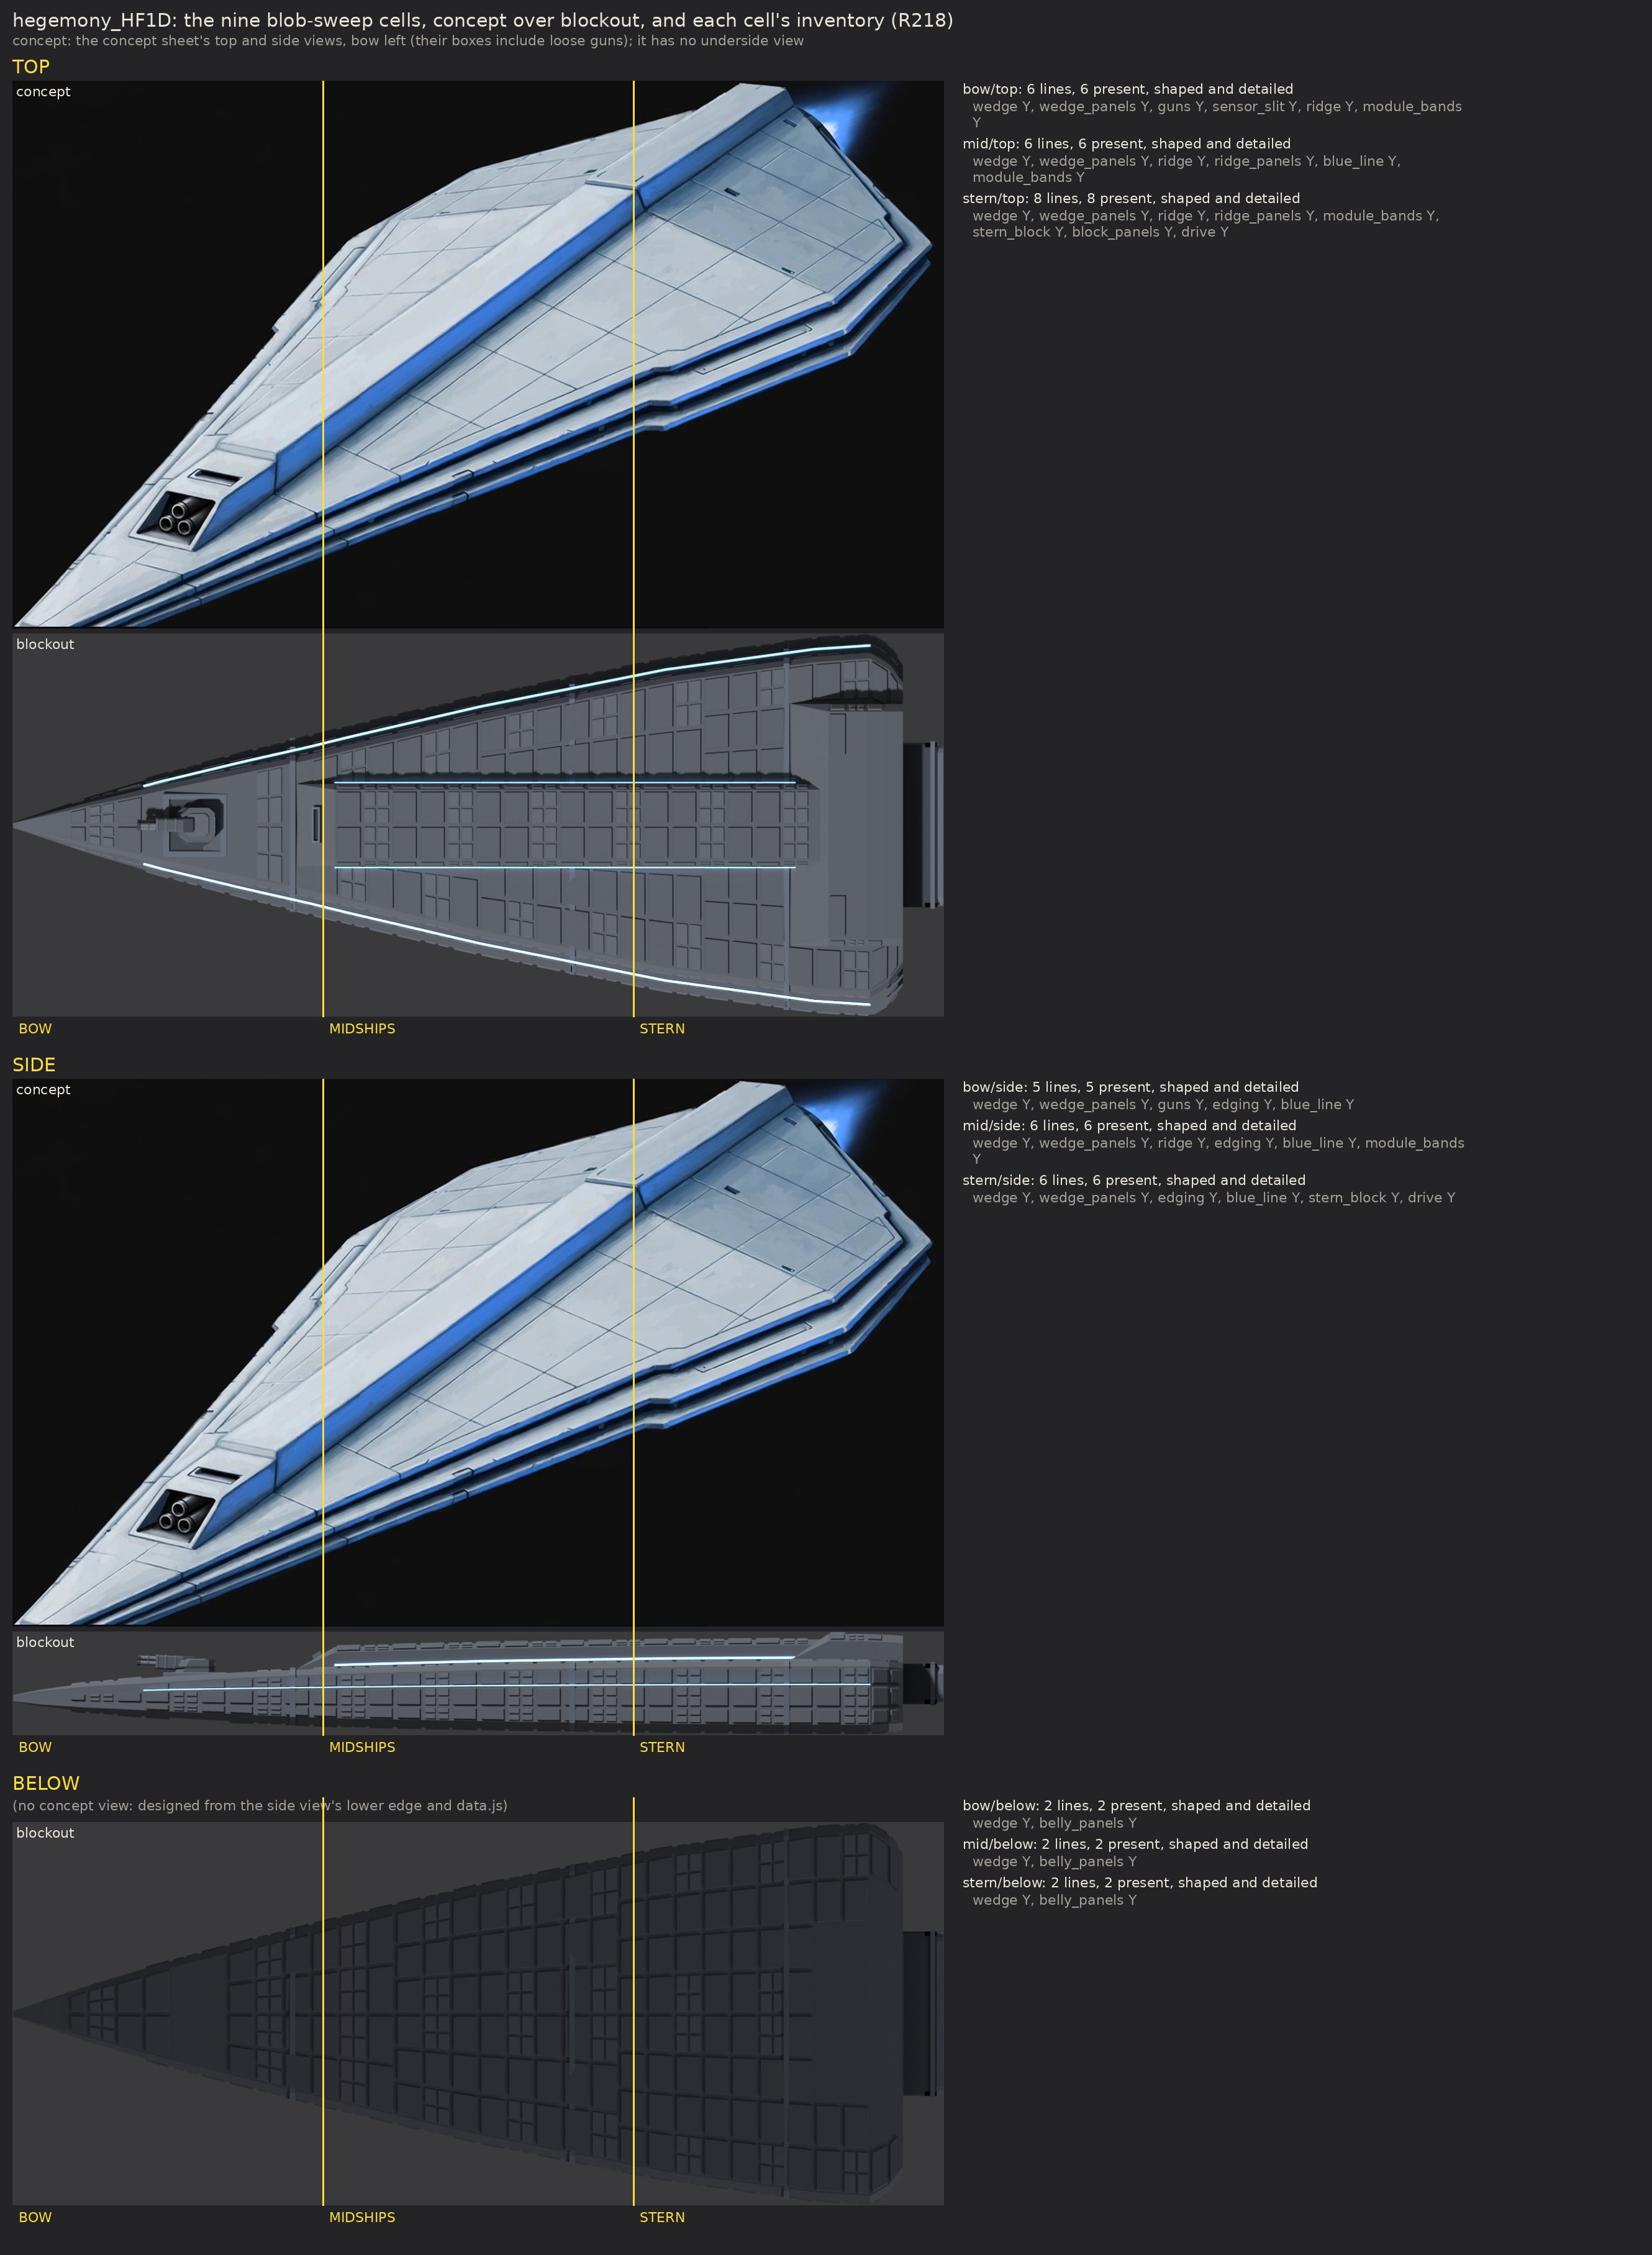 hegemony_HF1D: the nine blob-sweep cells, concept over blockout, and each cell's inventory (R218)
concept: the concept sheet's top and side views, bow left (their boxes include loose guns); it has no underside view
TOP
concept
bow/top: 6 lines, 6 present, shaped and detailed
wedge Y, wedge_panels Y, guns Y, sensor_slit Y, ridge Y, module_bands
Y
mid/top: 6 lines, 6 present, shaped and detailed
wedge Y, wedge_panels Y, ridge Y, ridge_panels Y, blue_line Y,
module_bands Y
stern/top: 8 lines, 8 present, shaped and detailed
wedge Y, wedge_panels Y, ridge Y, ridge_panels Y, module_bands Y,
stern_block Y, block_panels Y, drive Y
blockout
BOW
MIDSHIPS
STERN
SIDE
concept
bow/side: 5 lines, 5 present, shaped and detailed
wedge Y, wedge_panels Y, guns Y, edging Y, blue_line Y
mid/side: 6 lines, 6 present, shaped and detailed
wedge Y, wedge_panels Y, ridge Y, edging Y, blue_line Y, module_bands
Y
stern/side: 6 lines, 6 present, shaped and detailed
wedge Y, wedge_panels Y, edging Y, blue_line Y, stern_block Y, drive Y
blockout
BOW
MIDSHIPS
STERN
BELOW
(no concept view: designed from the side view's lower edge and data.js)
blockout
bow/below: 2 lines, 2 present, shaped and detailed
wedge Y, belly_panels Y
mid/below: 2 lines, 2 present, shaped and detailed
wedge Y, belly_panels Y
stern/below: 2 lines, 2 present, shaped and detailed
wedge Y, belly_panels Y
BOW
MIDSHIPS
STERN